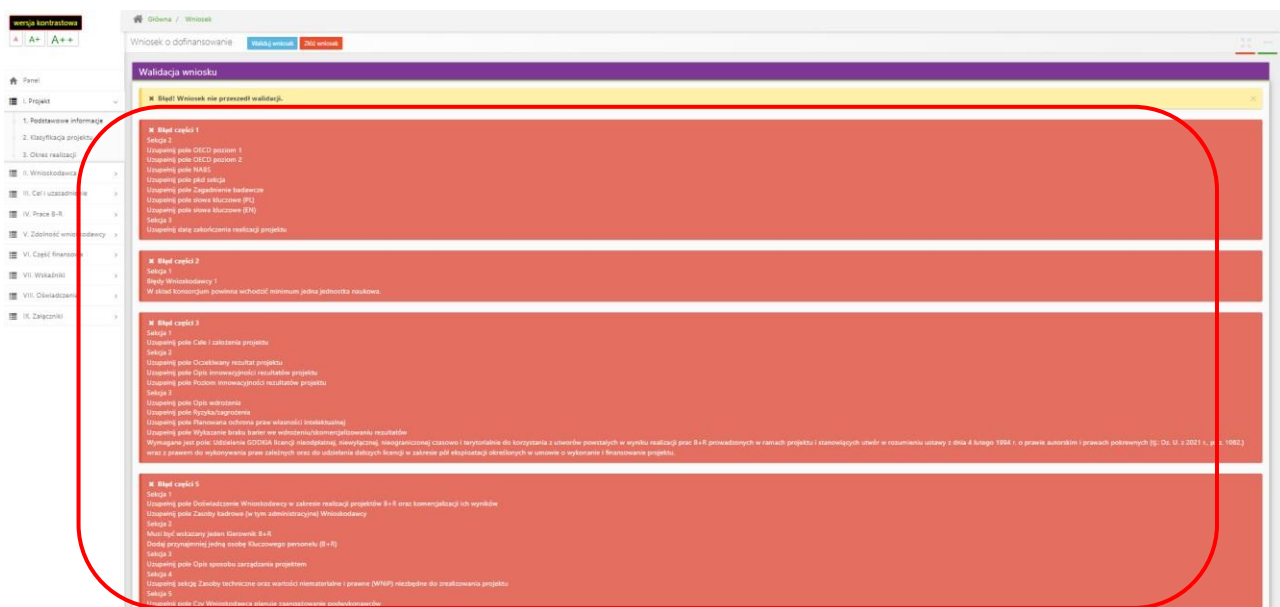 wersja kontrastowa
A A+ A++
Panel
I. Projekt
1. Podstawowe informacje
2. Klasyfikacja projektu
3. Okres realizacji
II. Wnioskodawca
III. Cel i uzasadnienie
IV. Prace B-R
V. Zdolność wnioskodawcy
VI. Część finansowa
VII. Wskaźniki
VIII. Oświadczenia
IX. Załączniki
Główna / Wniosek
Wniosek o dofinansowanie Waliduj wniosek Złóż wniosek
Walidacja wniosku
✖ Błąd! Wniosek nie przeszedł walidacji.
✖ Błąd części 1
Sekcja 2
Uzupełnij pole OECD poziom 1
Uzupełnij pole OECD poziom 2
Uzupełnij pole NABS
Uzupełnij pole pkd sekcja
Uzupełnij pole Zagadnienie badawcze
Uzupełnij pole słowa kluczowe (PL)
Uzupełnij pole słowa kluczowe (EN)
Sekcja 3
Uzupełnij datę zakończenia realizacji projektu
✖ Błąd części 2
Sekcja 1
Błędy Wnioskodawcy 1
W skład konsorcjum powinna wchodzić minimum jedna jednostka naukowa.
✖ Błąd części 3
Sekcja 1
Uzupełnij pole Cele i założenia projektu
Sekcja 2
Uzupełnij pole Oczekiwany rezultat projektu
Uzupełnij pole Opis innowacyjności rezultatów projektu
Uzupełnij pole Poziom innowacyjności rezultatów projektu
Sekcja 3
Uzupełnij pole Opis wdrożenia
Uzupełnij pole Ryzyka/zagrożenia
Uzupełnij pole Planowana ochrona praw własności intelektualnej
Uzupełnij pole Wykazanie braku barier we wdrożeniu/skomercjalizowaniu rezultatów
Wymagane jest pole: Udzielenie GDDKIA licencji nieodpłatnej, niewyłącznej, nieograniczonej czasowo i terytorialnie do korzystania z utworów powstałych w wyniku realizacji prac B+R prowadzonych w ramach projektu i stanowiących utwór w rozumieniu ustawy z dnia 4 lutego 1994 r. o prawie autorskim i prawach pokrewnych (tj.: Dz. U. z 2021 r., poz. 1062.)
wraz z prawem do wykonywania praw zależnych oraz do udzielenia dalszych licencji w zakresie pól eksploatacji określonych w umowie o wykonanie i finansowanie projektu.
✖ Błąd części 5
Sekcja 1
Uzupełnij pole Doświadczenie Wnioskodawcy w zakresie realizacji projektów B+R oraz komercjalizacji ich wyników
Uzupełnij pole Zasoby kadrowe (w tym administracyjne) Wnioskodawcy
Sekcja 2
Musi być wskazany jeden Kierownik B+R
Dodaj przynajmniej jedną osobę Kluczowego personelu (B+R)
Sekcja 3
Uzupełnij pole Opis sposobu zarządzania projektem
Sekcja 4
Uzupełnij sekcję Zasoby techniczne oraz wartości niematerialne i prawne (WNiP) niezbędne do zrealizowania projektu
Sekcja 5
Uzupełnij pole Czy Wnioskodawca planuje zaangażowanie podwykonawców